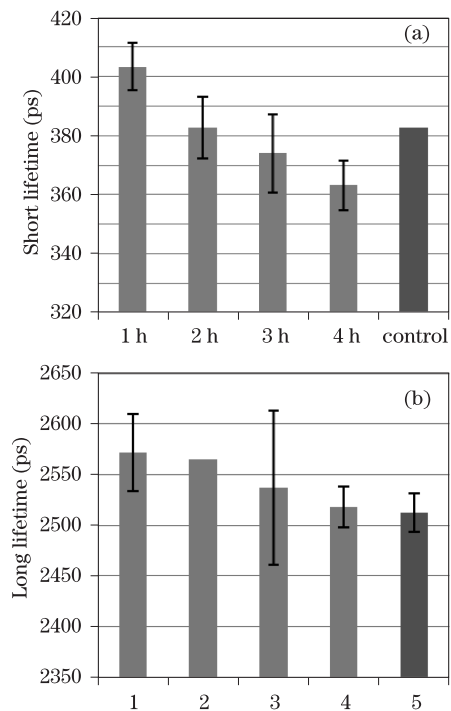 (a)
Short lifetime (ps)
420
400
380
360
340
320
1 h 2 h 3 h 4 h control
(b)
Long lifetime (ps)
2650
2600
2550
2500
2450
2400
2350
1 2 3 4 5